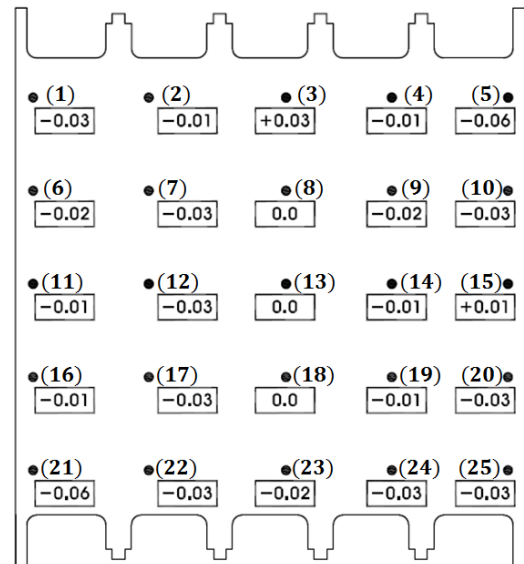 (1) (2) (3) (4) (5)
−0.03 −0.01 +0.03 −0.01 −0.06
(6) (7) (8) (9) (10)
−0.02 −0.03 0.0 −0.02 −0.03
(11) (12) (13) (14) (15)
−0.01 −0.03 0.0 −0.01 +0.01
(16) (17) (18) (19) (20)
−0.01 −0.03 0.0 −0.01 −0.03
(21) (22) (23) (24) (25)
−0.06 −0.03 −0.02 −0.03 −0.03